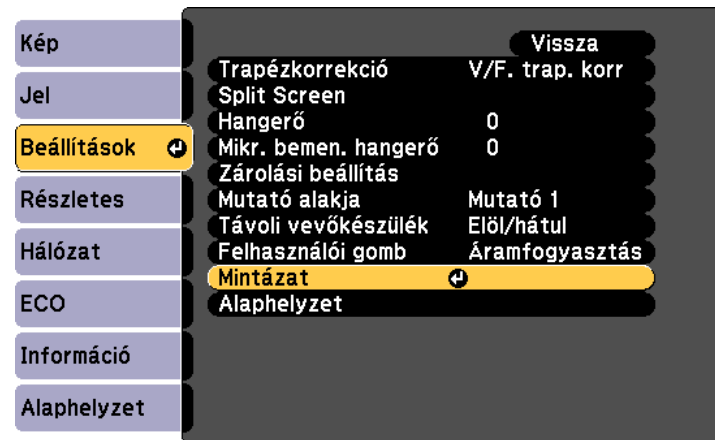 Kép
Jel
Beállítások
Részletes
Hálózat
ECO
Információ
Alaphelyzet
Vissza
Trapézkorrekció V/F. trap. korr
Split Screen
Hangerő 0
Mikr. bemen. hangerő 0
Zárolási beállítás
Mutató alakja Mutató 1
Távoli vevőkészülék Elöl/hátul
Felhasználói gomb Áramfogyasztás
Mintázat
Alaphelyzet